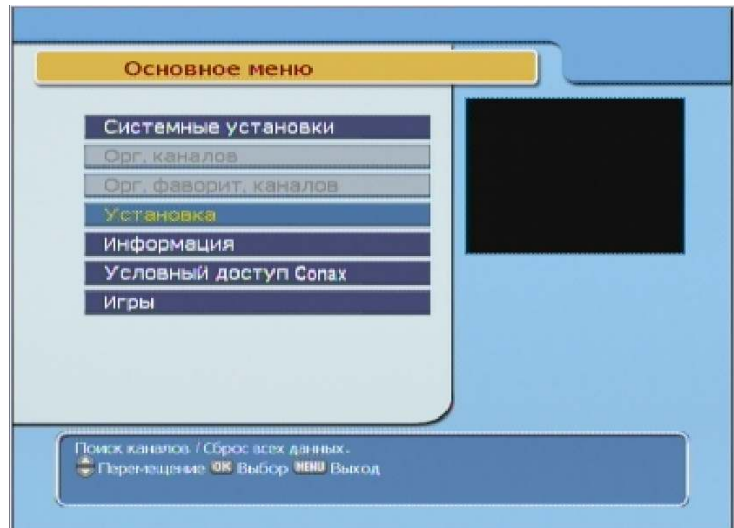 Основное меню
Системные установки
Орг. каналов
Орг. фаворит. каналов
Установка
Информация
Условный доступ Conax
Игры
Поиск каналов / Сброс всех данных.
Перемещение OK Выбор MENU Выход